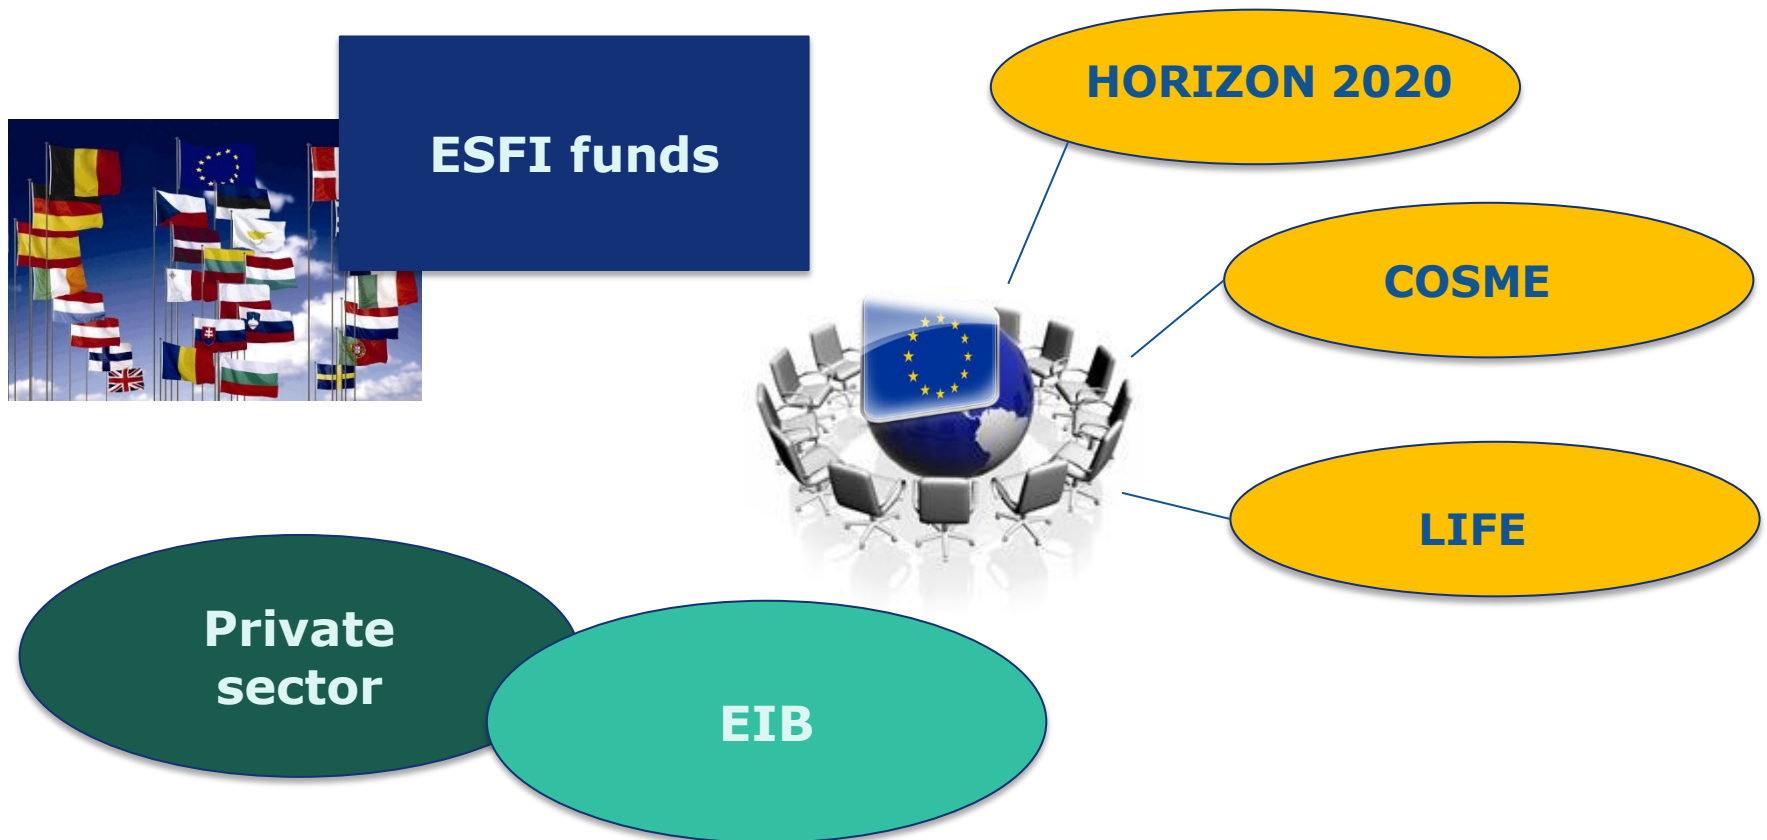 HORIZON 2020
ESFI funds
COSME
LIFE
Private
sector
EIB